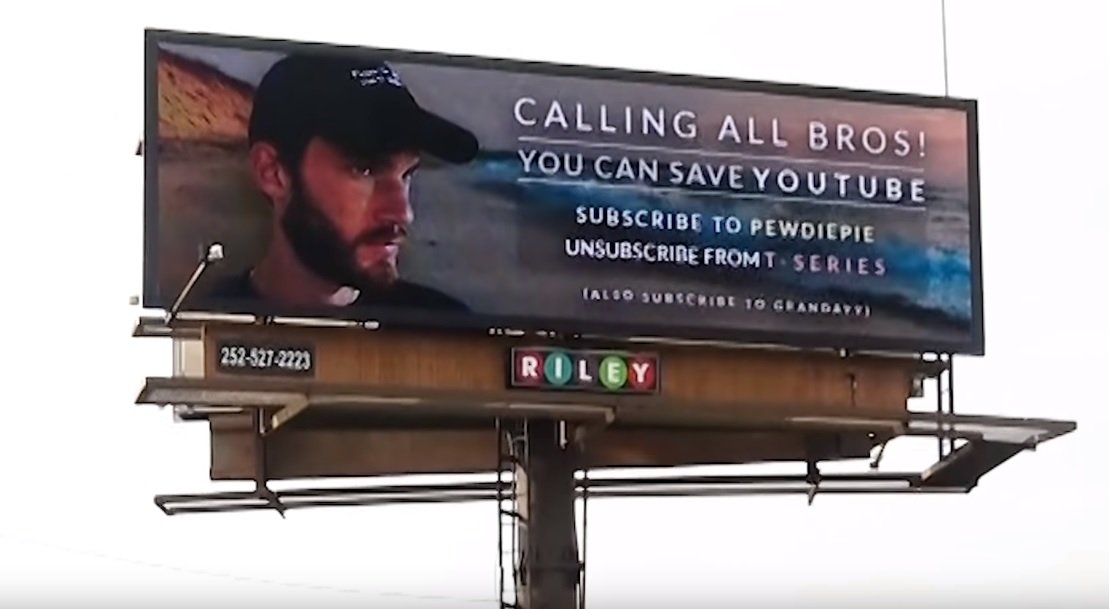 CALLING ALL BROS!
YOU CAN SAVE YOUTUBE
SUBSCRIBE TO PEWDIEPIE
UNSUBSCRIBE FROM T-SERIES
(ALSO SUBSCRIBE TO GRANDAYY)
252-527-2223
RILEY